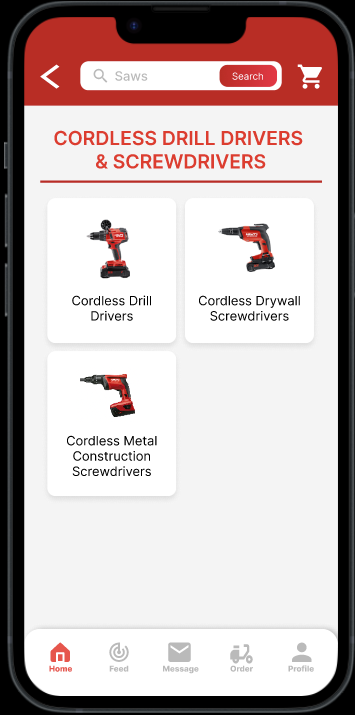 Saws
Search
CORDLESS DRILL DRIVERS
& SCREWDRIVERS
Cordless Drill
Drivers
Cordless Drywall
Screwdrivers
Cordless Metal
Construction
Screwdrivers
Home
Feed
Message
Order
Profile